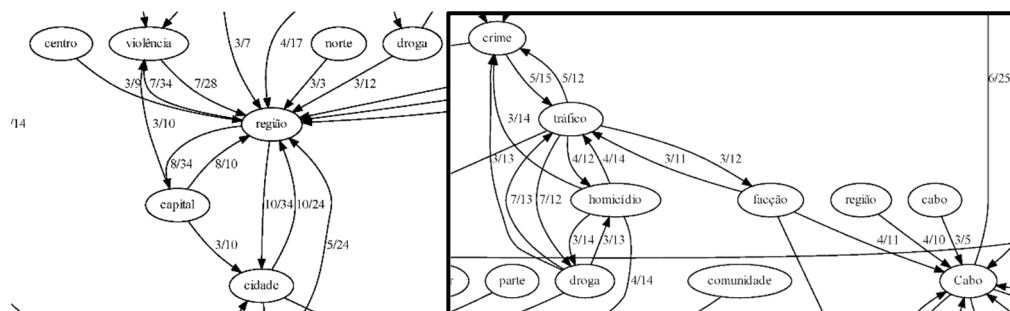 centro
violência
norte
droga
3/7
4/17
3/9
7/34
7/28
3/3
3/12
/14
3/10
região
8/34
8/10
capital
10/34
10/24
3/10
5/24
cidade
crime
6/25
5/15
5/12
3/14
tráfico
3/13
4/12
4/14
3/11
3/12
7/13
7/12
homicídio
facção
região
cabo
3/14
3/13
4/11
4/10
3/5
4/14
r
parte
droga
comunidade
Cabo